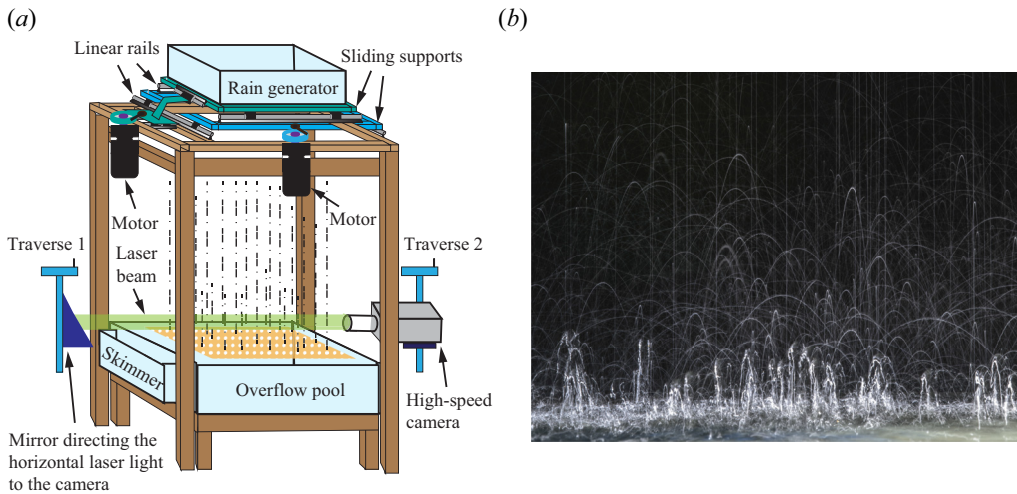 (a)
(b)
Linear rails
Sliding supports
Rain generator
Motor
Motor
Traverse 1
Laser
beam
Traverse 2
Skimmer
Overflow pool
High-speed
camera
Mirror directing the
horizontal laser light
to the camera